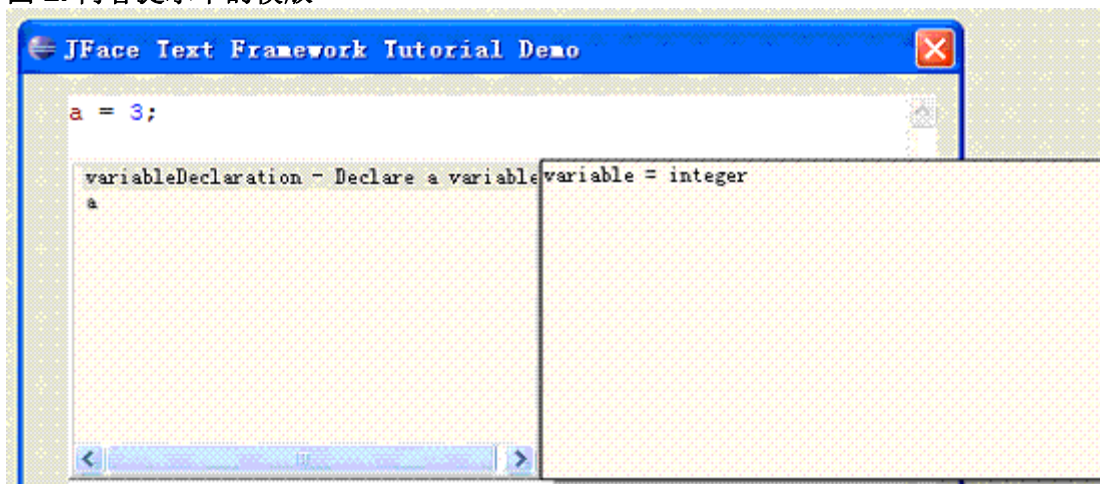 JFace Text Framework Tutorial Demo
a = 3;
variableDeclaration - Declare a variable
variable = integer
a